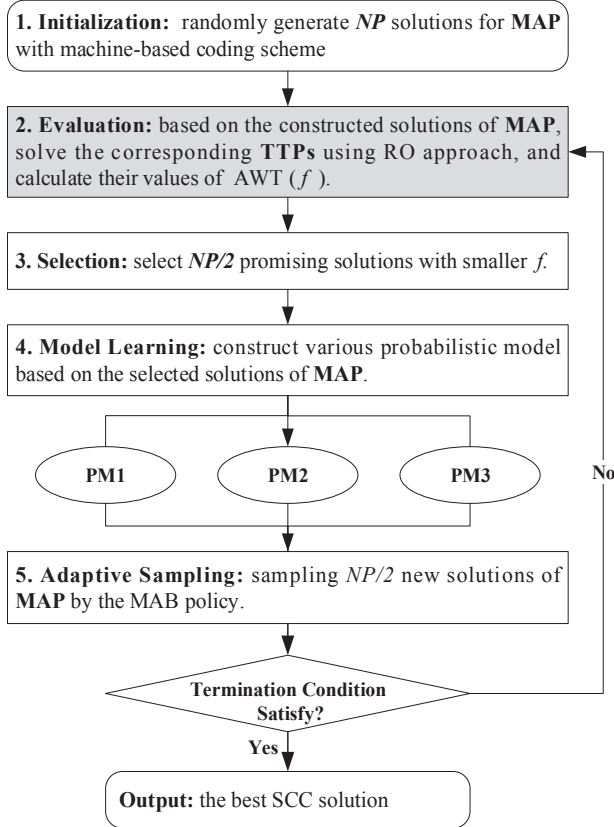 1. Initialization: randomly generate NP solutions for MAP
with machine-based coding scheme
2. Evaluation: based on the constructed solutions of MAP,
solve the corresponding TTPs using RO approach, and
calculate their values of AWT (f ).
3. Selection: select NP/2 promising solutions with smaller f.
4. Model Learning: construct various probabilistic model
based on the selected solutions of MAP.
PM1
PM2
PM3
No
5. Adaptive Sampling: sampling NP/2 new solutions of
MAP by the MAB policy.
Termination Condition
Satisfy?
Yes
Output: the best SCC solution